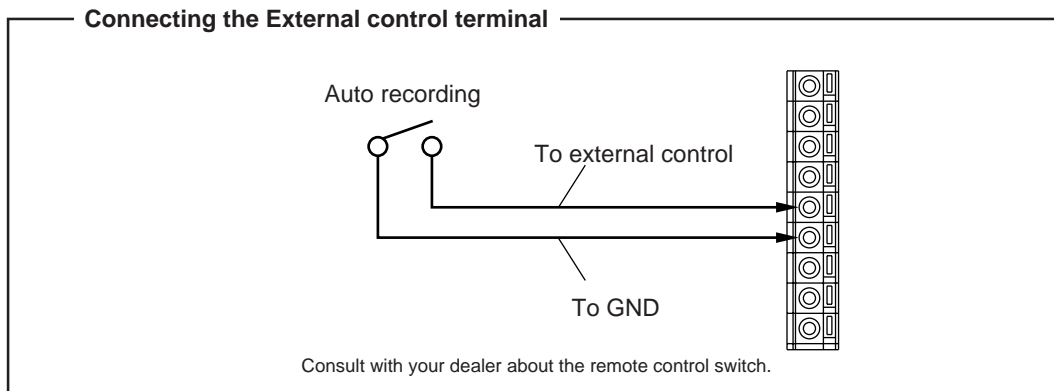 Connecting the External control terminal
Auto recording
To external control
To GND
Consult with your dealer about the remote control switch.